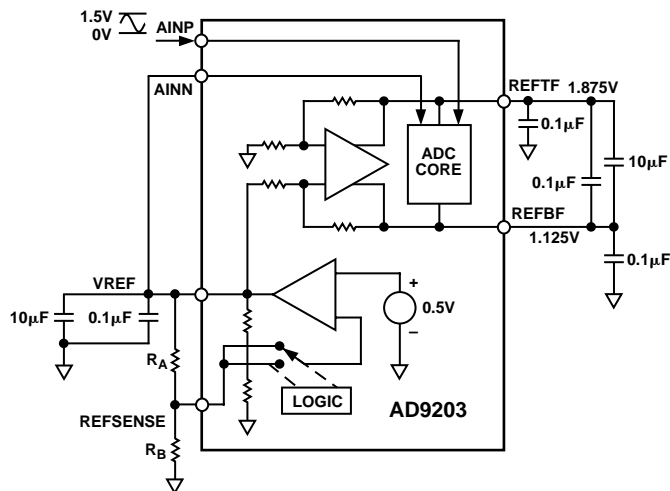 1.5V
0V
AINP
AINN
REFTF 1.875V
0.1μF
ADC
CORE
10μF
0.1μF
REFBF
1.125V
0.1μF
VREF
+
0.5V
–
10μF 0.1μF
RA
LOGIC
AD9203
REFSENSE
RB